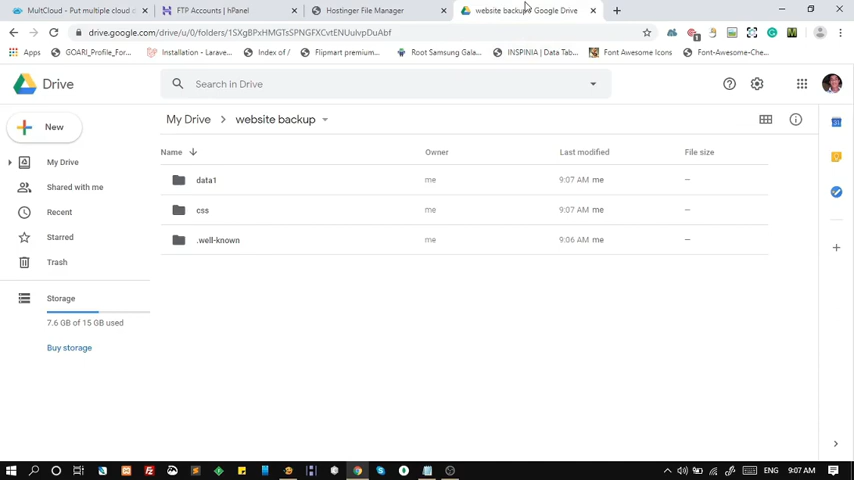 MultCloud - Put multiple cloud d
FTP Accounts | hPanel
Hostinger File Manager
website backup - Google Drive
drive.google.com/drive/u/0/folders/1SXgBPxHMGTsSPNGFXCvtENUuIvpDuAbf
Apps
GOARI_Profile_For...
Installation - Larave...
Index of /
Flipmart premium...
Root Samsung Gala...
INSPINIA | Data Tab...
Font Awesome Icons
Font-Awesome-Che...
Drive
Search in Drive
New
My Drive
website backup
Name
Owner
Last modified
File size
My Drive
data1
me
9:07 AM me
–
Shared with me
css
me
9:07 AM me
–
Recent
.well-known
me
9:06 AM me
–
Starred
Trash
Storage
7.6 GB of 15 GB used
Buy storage
ENG
9:07 AM